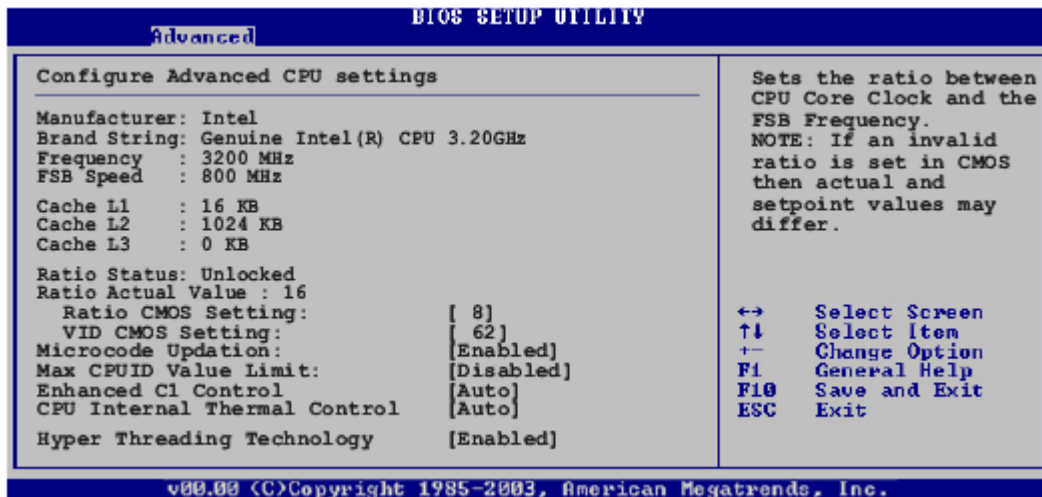 BIOS SETUP UTILITY
Advanced
Configure Advanced CPU settings
Manufacturer: Intel
Brand String: Genuine Intel(R) CPU 3.20GHz
Frequency : 3200 MHz
FSB Speed : 800 MHz
Cache L1 : 16 KB
Cache L2 : 1024 KB
Cache L3 : 0 KB
Ratio Status: Unlocked
Ratio Actual Value : 16
Ratio CMOS Setting: [ 8]
VID CMOS Setting: [ 62]
Microcode Updation: [Enabled]
Max CPUID Value Limit: [Disabled]
Enhanced C1 Control [Auto]
CPU Internal Thermal Control [Auto]
Hyper Threading Technology [Enabled]
Sets the ratio between
CPU Core Clock and the
FSB Frequency.
NOTE: If an invalid
ratio is set in CMOS
then actual and
setpoint values may
differ.
←→ Select Screen
↑↓ Select Item
+- Change Option
F1 General Help
F10 Save and Exit
ESC Exit
v00.00 (C)Copyright 1985-2003, American Megatrends, Inc.